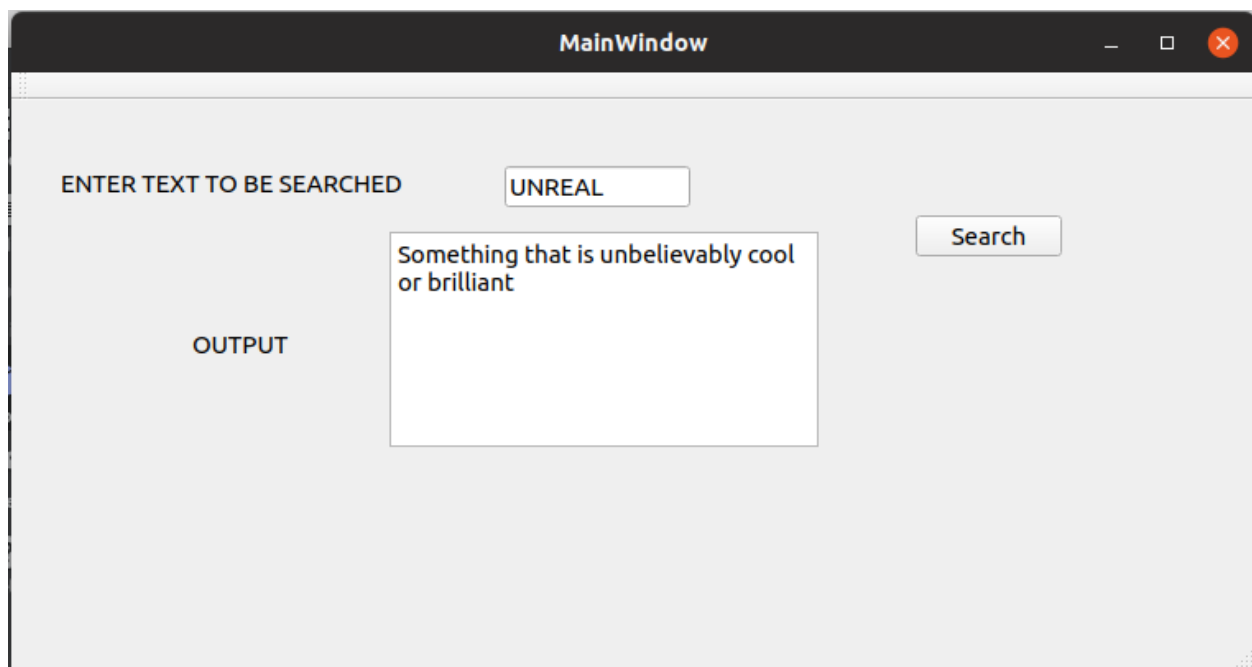 MainWindow
ENTER TEXT TO BE SEARCHED
UNREAL
Search
Something that is unbelievably cool
or brilliant
OUTPUT